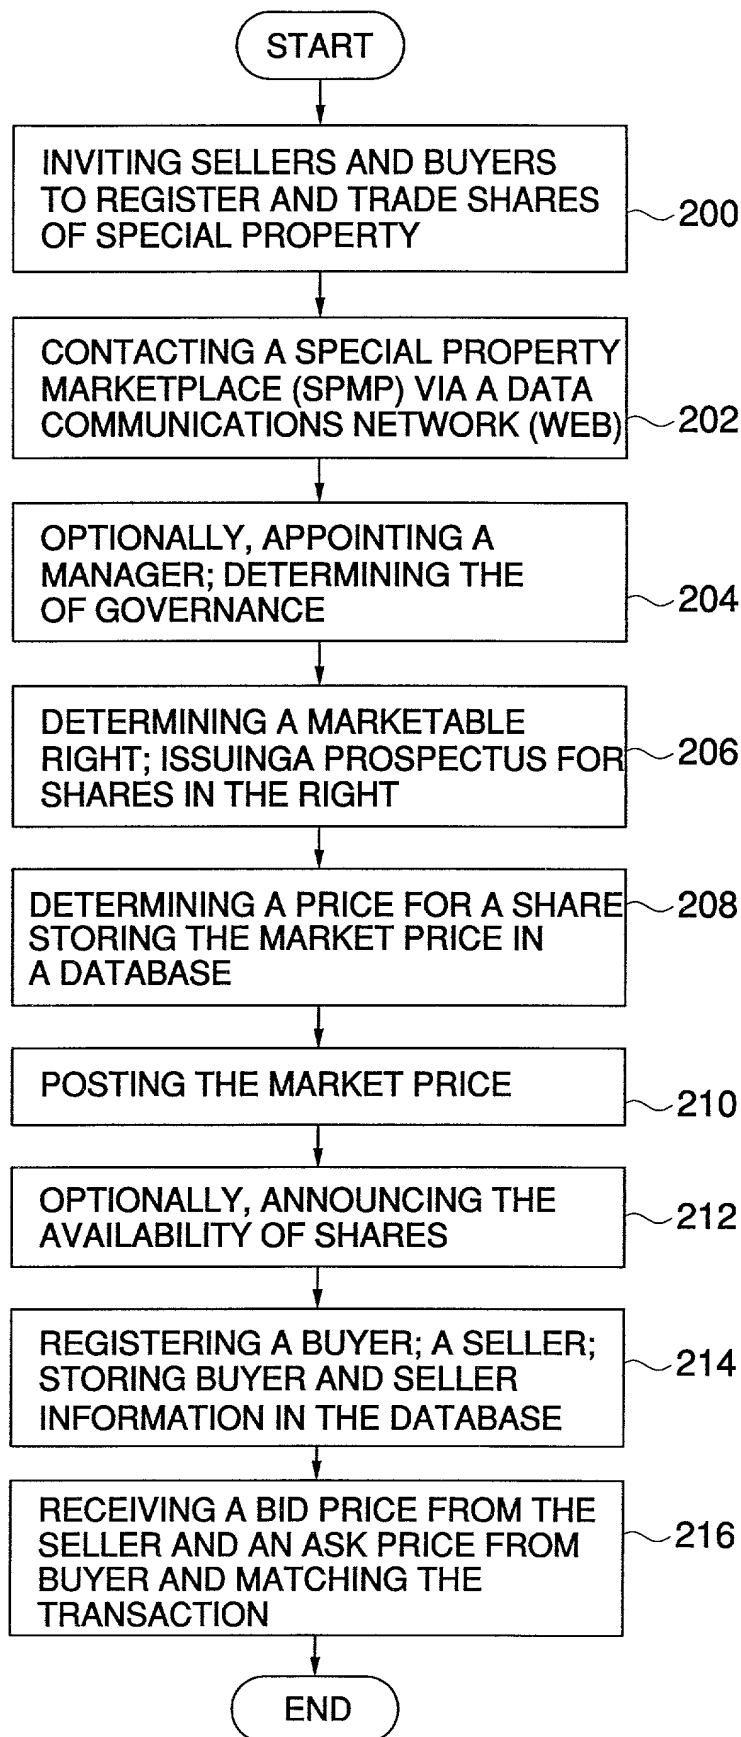 START
INVITING SELLERS AND BUYERS
TO REGISTER AND TRADE SHARES
OF SPECIAL PROPERTY
200
CONTACTING A SPECIAL PROPERTY
MARKETPLACE (SPMP) VIA A DATA
COMMUNICATIONS NETWORK (WEB)
202
OPTIONALLY, APPOINTING A
MANAGER; DETERMINING THE
OF GOVERNANCE
204
DETERMINING A MARKETABLE
RIGHT; ISSUINGA PROSPECTUS FOR
SHARES IN THE RIGHT
206
DETERMINING A PRICE FOR A SHARE
STORING THE MARKET PRICE IN
A DATABASE
208
POSTING THE MARKET PRICE
210
OPTIONALLY, ANNOUNCING THE
AVAILABILITY OF SHARES
212
REGISTERING A BUYER; A SELLER;
STORING BUYER AND SELLER
INFORMATION IN THE DATABASE
214
RECEIVING A BID PRICE FROM THE
SELLER AND AN ASK PRICE FROM
BUYER AND MATCHING THE
TRANSACTION
216
END